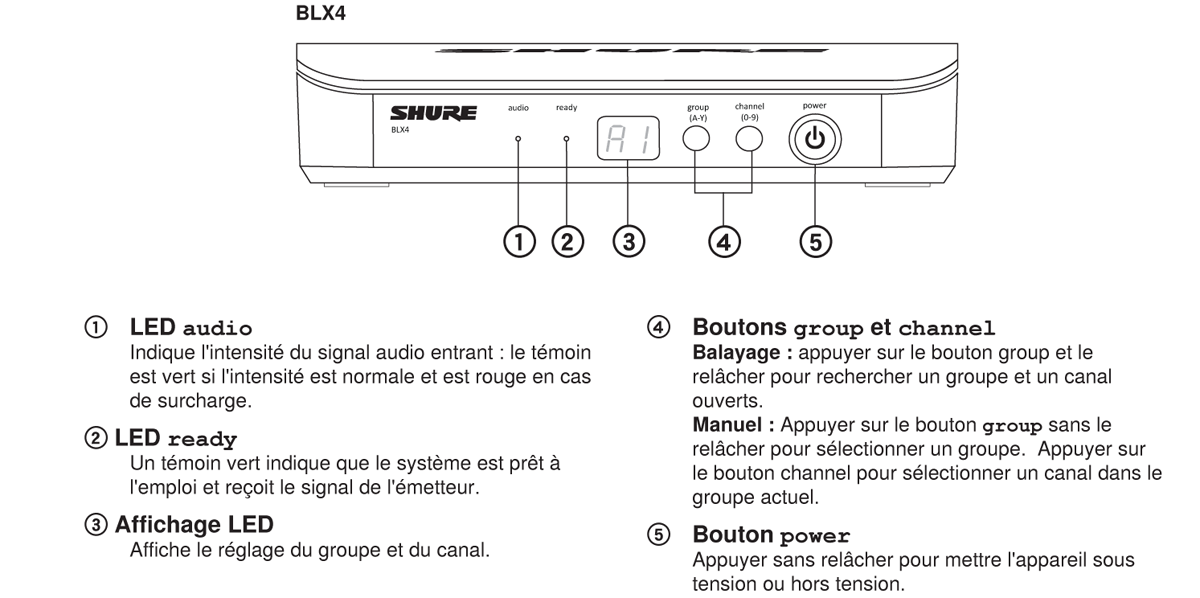 BLX4
SHURE
SHURE
BLX4
audio
ready
A1
group
(A-Y)
channel
(0-9)
power
① ② ③ ④ ⑤
① LED audio
Indique l'intensité du signal audio entrant : le témoin
est vert si l'intensité est normale et est rouge en cas
de surcharge.
② LED ready
Un témoin vert indique que le système est prêt à
l'emploi et reçoit le signal de l'émetteur.
③ Affichage LED
Affiche le réglage du groupe et du canal.
④ Boutons group et channel
Balayage : appuyer sur le bouton group et le
relâcher pour rechercher un groupe et un canal
ouverts.
Manuel : Appuyer sur le bouton group sans le
relâcher pour sélectionner un groupe.  Appuyer sur
le bouton channel pour sélectionner un canal dans le
groupe actuel.
⑤ Bouton power
Appuyer sans relâcher pour mettre l'appareil sous
tension ou hors tension.